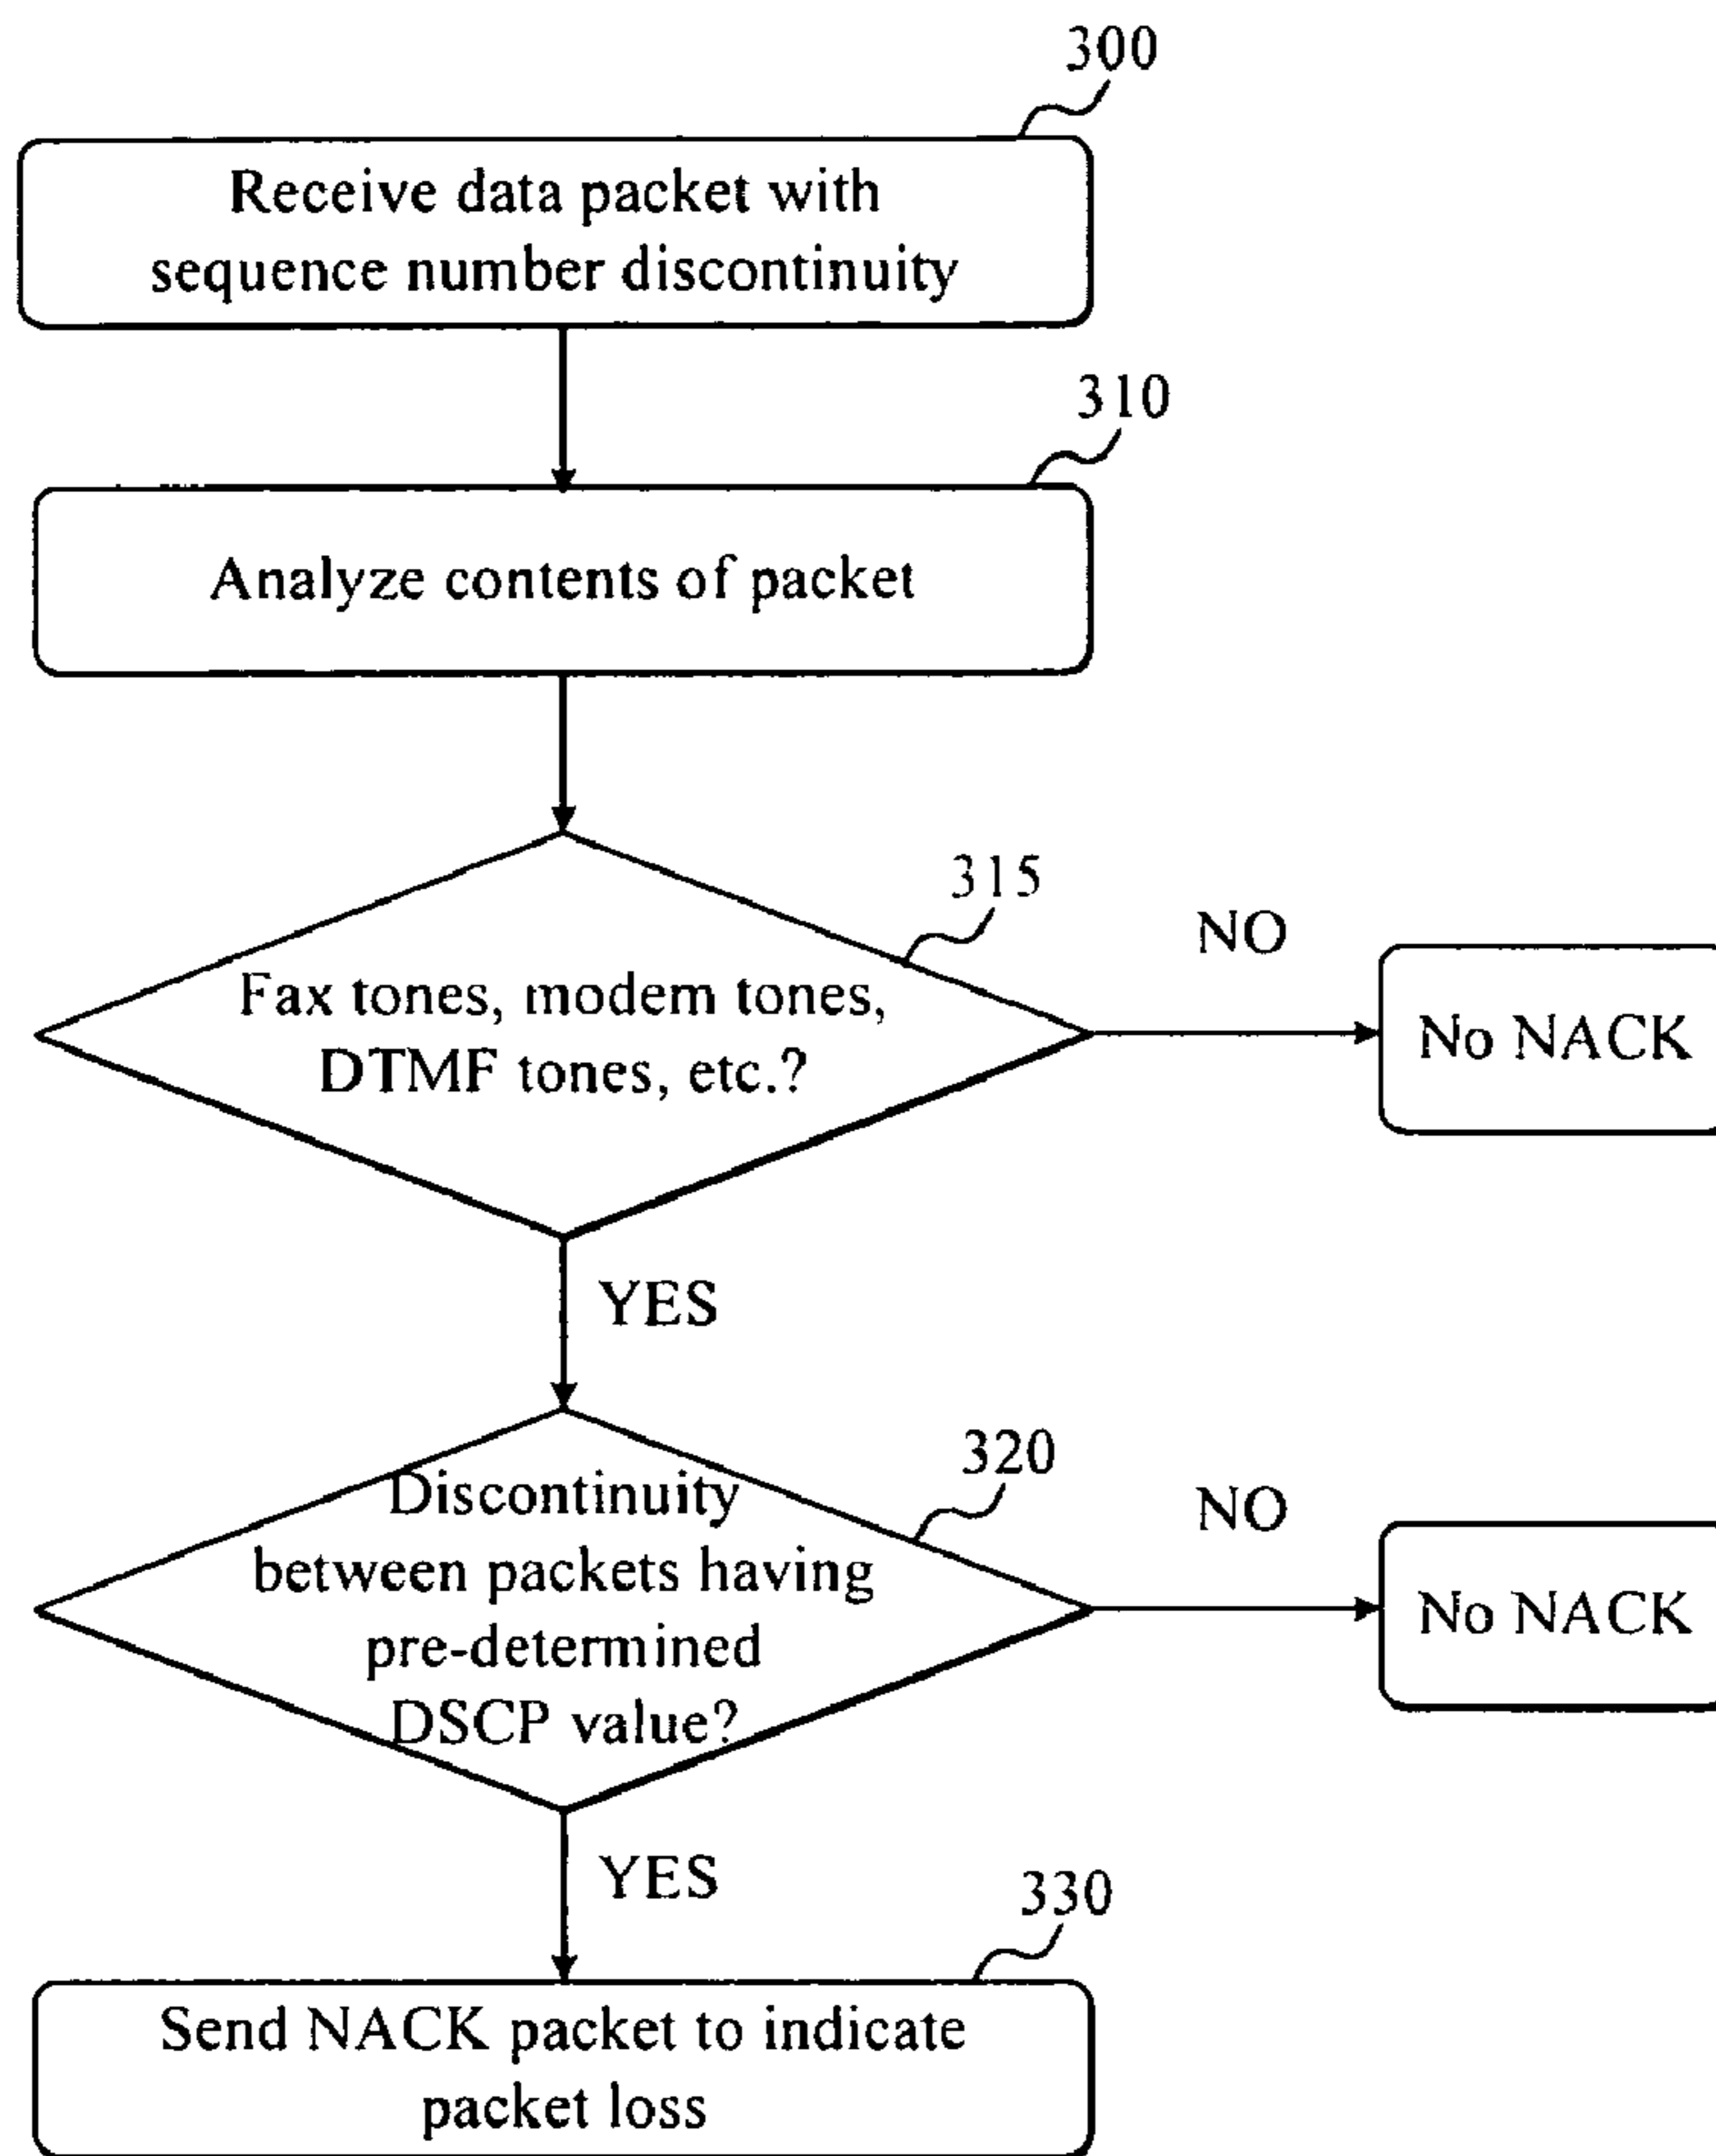 300
Receive data packet with
sequence number discontinuity
310
Analyze contents of packet
315
Fax tones, modem tones,
DTMF tones, etc.?
NO
No NACK
YES
320
Discontinuity
between packets having
pre-determined
DSCP value?
NO
No NACK
YES
330
Send NACK packet to indicate
packet loss